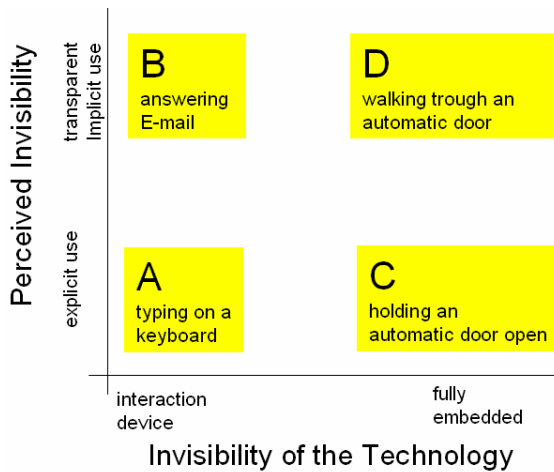 Perceived Invisibility
transparent
Implicit use
explicit use
B
answering
E-mail
D
walking trough an
automatic door
A
typing on a
keyboard
C
holding an
automatic door open
interaction
device
fully
embedded
Invisibility of the Technology